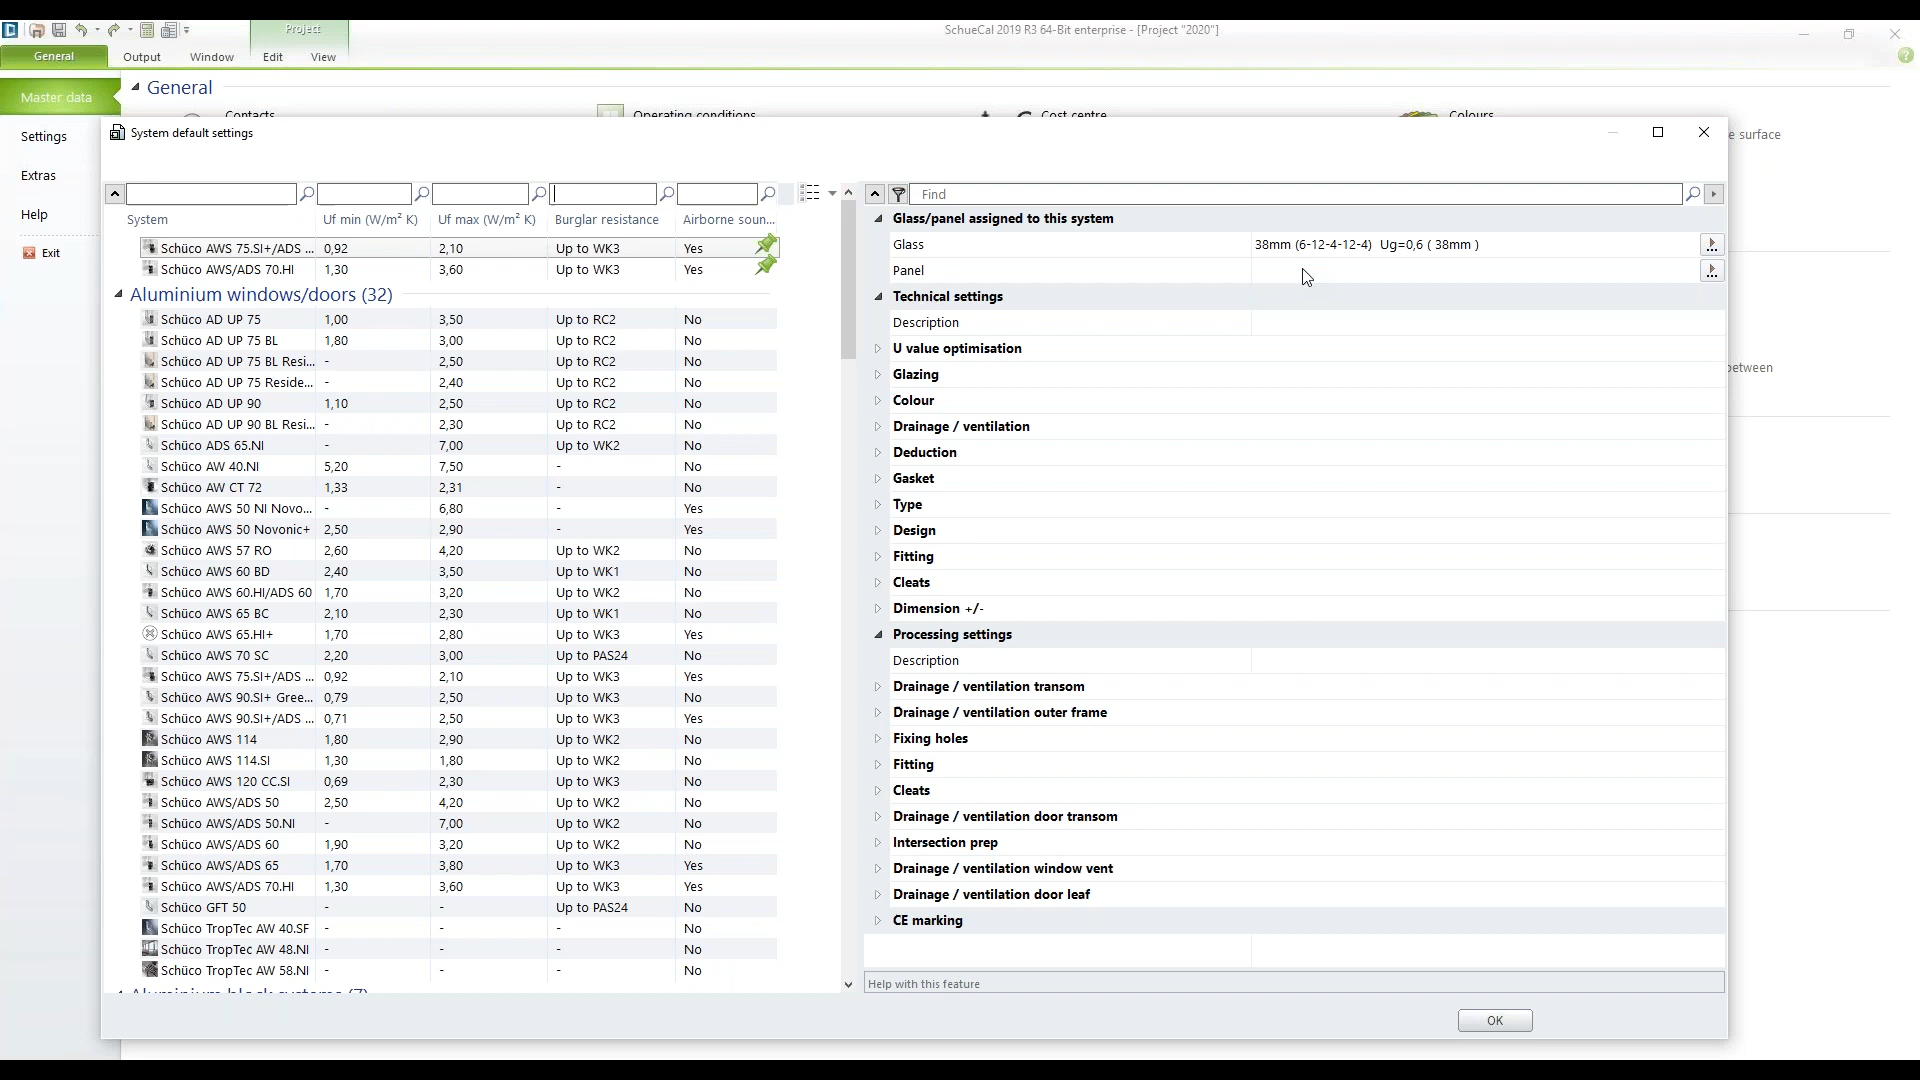 Project
SchueCal 2019 R3 64-Bit enterprise - [Project "2020"]
General Output Window Edit View
Master data
Settings
Extras
Help
Exit
General
Contacts Operating conditions Cost centre Colours
e surface
System default settings
Find
System Uf min (W/m² K) Uf max (W/m² K) Burglar resistance Airborne soun...
Schüco AWS 75.SI+/ADS ... 0,92 2,10 Up to WK3 Yes
Schüco AWS/ADS 70.HI 1,30 3,60 Up to WK3 Yes
Aluminium windows/doors (32)
Schüco AD UP 75 1,00 3,50 Up to RC2 No
Schüco AD UP 75 BL 1,80 3,00 Up to RC2 No
Schüco AD UP 75 BL Resi... - 2,50 Up to RC2 No
Schüco AD UP 75 Reside... - 2,40 Up to RC2 No
Schüco AD UP 90 1,10 2,50 Up to RC2 No
Schüco AD UP 90 BL Resi... - 2,30 Up to RC2 No
Schüco ADS 65.NI - 7,00 Up to WK2 No
Schüco AW 40.NI 5,20 7,50 - No
Schüco AW CT 72 1,33 2,31 - No
Schüco AWS 50 NI Novo... - 6,80 - Yes
Schüco AWS 50 Novonic+ 2,50 2,90 - Yes
Schüco AWS 57 RO 2,60 4,20 Up to WK2 No
Schüco AWS 60 BD 2,40 3,50 Up to WK1 No
Schüco AWS 60.HI/ADS 60 1,70 3,20 Up to WK2 No
Schüco AWS 65 BC 2,10 2,30 Up to WK1 No
Schüco AWS 65.HI+ 1,70 2,80 Up to WK3 Yes
Schüco AWS 70 SC 2,20 3,00 Up to PAS24 No
Schüco AWS 75.SI+/ADS ... 0,92 2,10 Up to WK3 Yes
Schüco AWS 90.SI+ Gree... 0,79 2,50 Up to WK3 No
Schüco AWS 90.SI+/ADS ... 0,71 2,50 Up to WK3 Yes
Schüco AWS 114 1,80 2,90 Up to WK2 No
Schüco AWS 114.SI 1,30 1,80 Up to WK2 No
Schüco AWS 120 CC.SI 0,69 2,30 Up to WK3 No
Schüco AWS/ADS 50 2,50 4,20 Up to WK2 No
Schüco AWS/ADS 50.NI - 7,00 Up to WK2 No
Schüco AWS/ADS 60 1,90 3,20 Up to WK2 No
Schüco AWS/ADS 65 1,70 3,80 Up to WK3 Yes
Schüco AWS/ADS 70.HI 1,30 3,60 Up to WK3 Yes
Schüco GFT 50 - - Up to PAS24 No
Schüco TropTec AW 40.SF - - - No
Schüco TropTec AW 48.NI - - - No
Schüco TropTec AW 58.NI - - - No
Aluminium block systems (7)
Glass/panel assigned to this system
Glass 38mm (6-12-4-12-4) Ug=0,6 ( 38mm )
Panel
Technical settings
Description
U value optimisation
Glazing
Colour
Drainage / ventilation
Deduction
Gasket
Type
Design
Fitting
Cleats
Dimension +/-
Processing settings
Description
Drainage / ventilation transom
Drainage / ventilation outer frame
Fixing holes
Fitting
Cleats
Drainage / ventilation door transom
Intersection prep
Drainage / ventilation window vent
Drainage / ventilation door leaf
CE marking
Help with this feature
OK
between